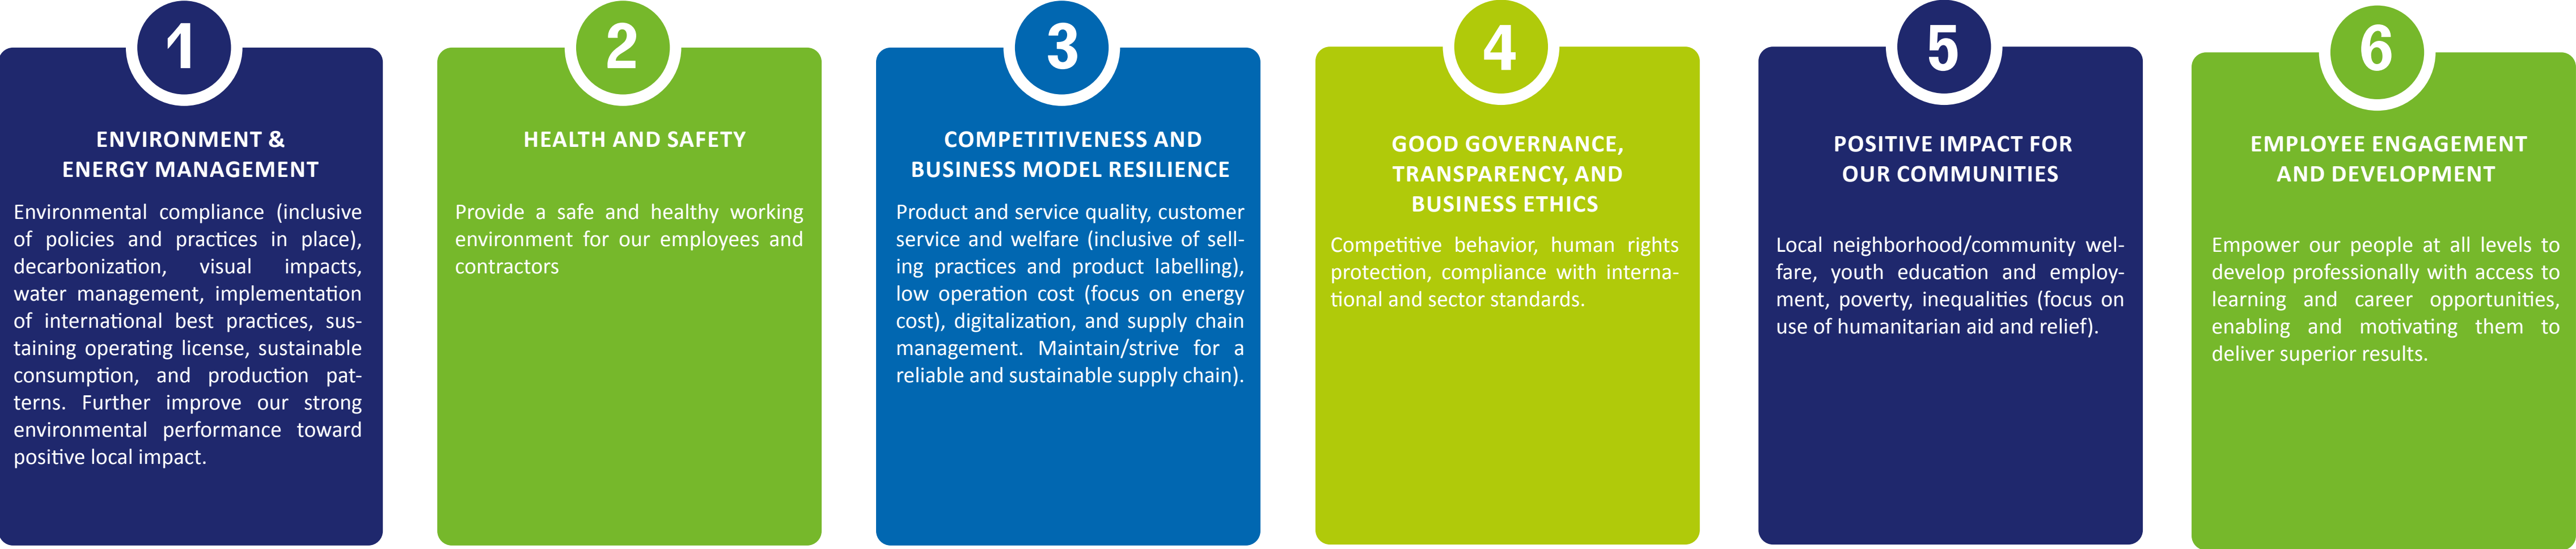 1
ENVIRONMENT &
ENERGY MANAGEMENT
Environmental compliance (inclusive
of policies and practices in place),
decarbonization, visual impacts,
water management, implementation
of international best practices, sus-
taining operating license, sustainable
consumption, and production pat-
terns. Further improve our strong
environmental performance toward
positive local impact.
2
HEALTH AND SAFETY
Provide a safe and healthy working
environment for our employees and
contractors
3
COMPETITIVENESS AND
BUSINESS MODEL RESILIENCE
Product and service quality, customer
service and welfare (inclusive of sell-
ing practices and product labelling),
low operation cost (focus on energy
cost), digitalization, and supply chain
management. Maintain/strive for a
reliable and sustainable supply chain).
4
GOOD GOVERNANCE,
TRANSPARENCY, AND
BUSINESS ETHICS
Competitive behavior, human rights
protection, compliance with interna-
tional and sector standards.
5
POSITIVE IMPACT FOR
OUR COMMUNITIES
Local neighborhood/community wel-
fare, youth education and employ-
ment, poverty, inequalities (focus on
use of humanitarian aid and relief).
6
EMPLOYEE ENGAGEMENT
AND DEVELOPMENT
Empower our people at all levels to
develop professionally with access to
learning and career opportunities,
enabling and motivating them to
deliver superior results.